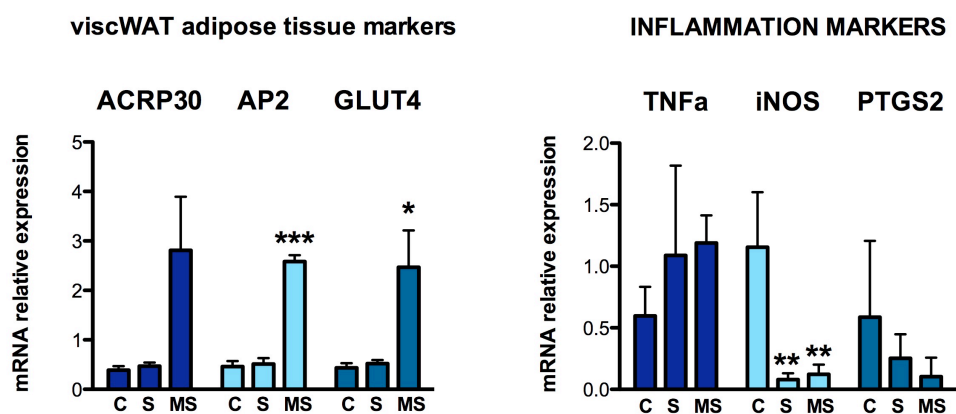 viscWAT adipose tissue markers
INFLAMMATION MARKERS
ACRP30 AP2 GLUT4
mRNA relative expression
5
4
3
2
1
0
***
*
C S MS C S MS C S MS
TNFa iNOS PTGS2
mRNA relative expression
2.0
1.5
1.0
0.5
0.0
** **
C S MS C S MS C S MS